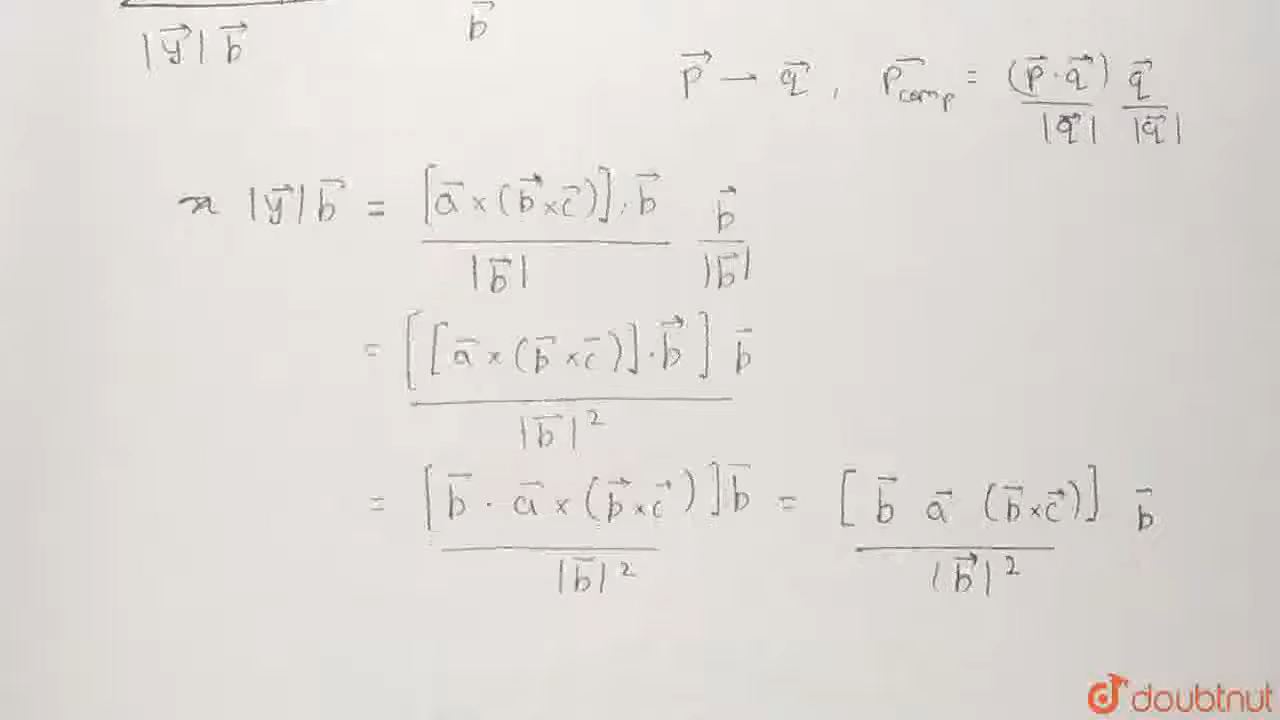 |y⃗| b⃗ b⃗
p⃗ → q⃗ , p⃗comp = (p⃗ · q⃗)/|q⃗| q⃗/|q⃗|
|y⃗| b⃗ = [a⃗ × (b⃗ × c⃗)] · b⃗/|b⃗| b⃗/|b⃗|
= [[a⃗ × (b⃗ × c⃗)] · b⃗] b⃗/|b⃗|²
= [b⃗ · a⃗ × (b⃗ × c⃗)] b⃗/|b⃗|² = [b⃗ a⃗ (b⃗ × c⃗)]/|b⃗|² b⃗
doubtnut